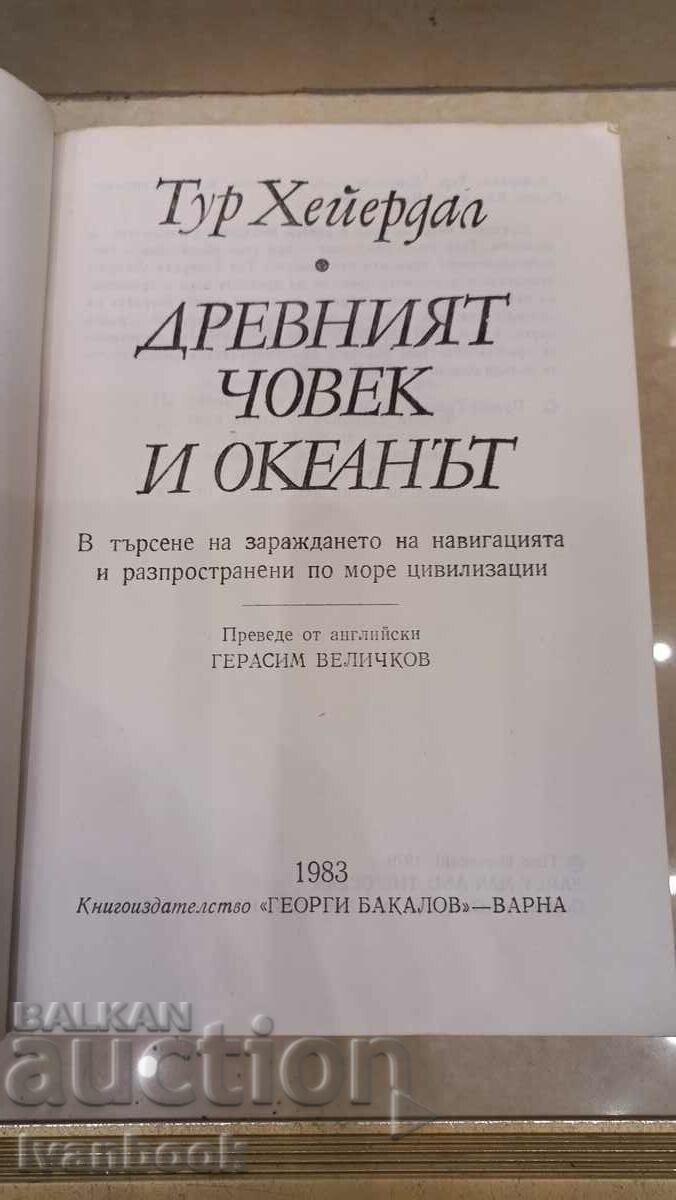 Тур Хейердал
•
ДРЕВНИЯТ
ЧОВЕК
И ОКЕАНЪТ
В търсене на зараждането на навигацията
и разпространени по море цивилизации
Преведе от английски
ГЕРАСИМ ВЕЛИЧКОВ
1983
Книгоиздателство «ГЕОРГИ БАКАЛОВ»—ВАРНА
BALKAN
auction
Ivanbook